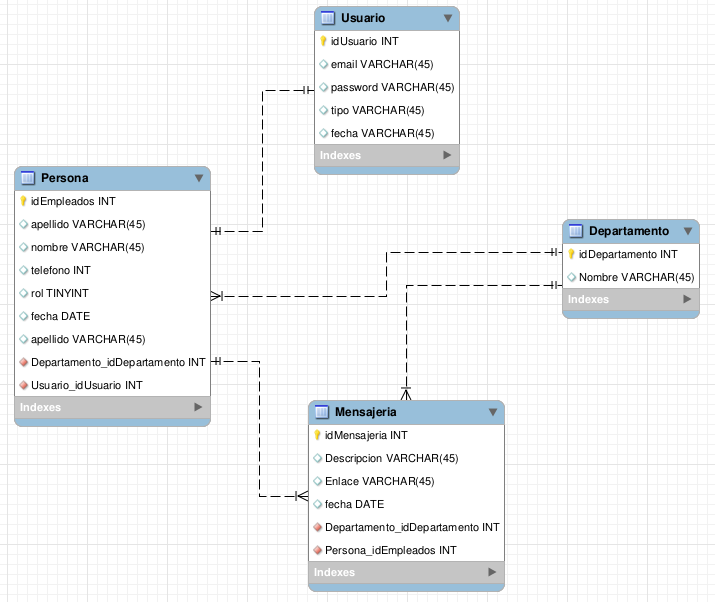 Usuario
idUsuario INT
email VARCHAR(45)
password VARCHAR(45)
tipo VARCHAR(45)
fecha VARCHAR(45)
Indexes
Persona
idEmpleados INT
apellido VARCHAR(45)
nombre VARCHAR(45)
telefono INT
rol TINYINT
fecha DATE
apellido VARCHAR(45)
Departamento_idDepartamento INT
Usuario_idUsuario INT
Indexes
Departamento
idDepartamento INT
Nombre VARCHAR(45)
Indexes
Mensajeria
idMensajeria INT
Descripcion VARCHAR(45)
Enlace VARCHAR(45)
fecha DATE
Departamento_idDepartamento INT
Persona_idEmpleados INT
Indexes